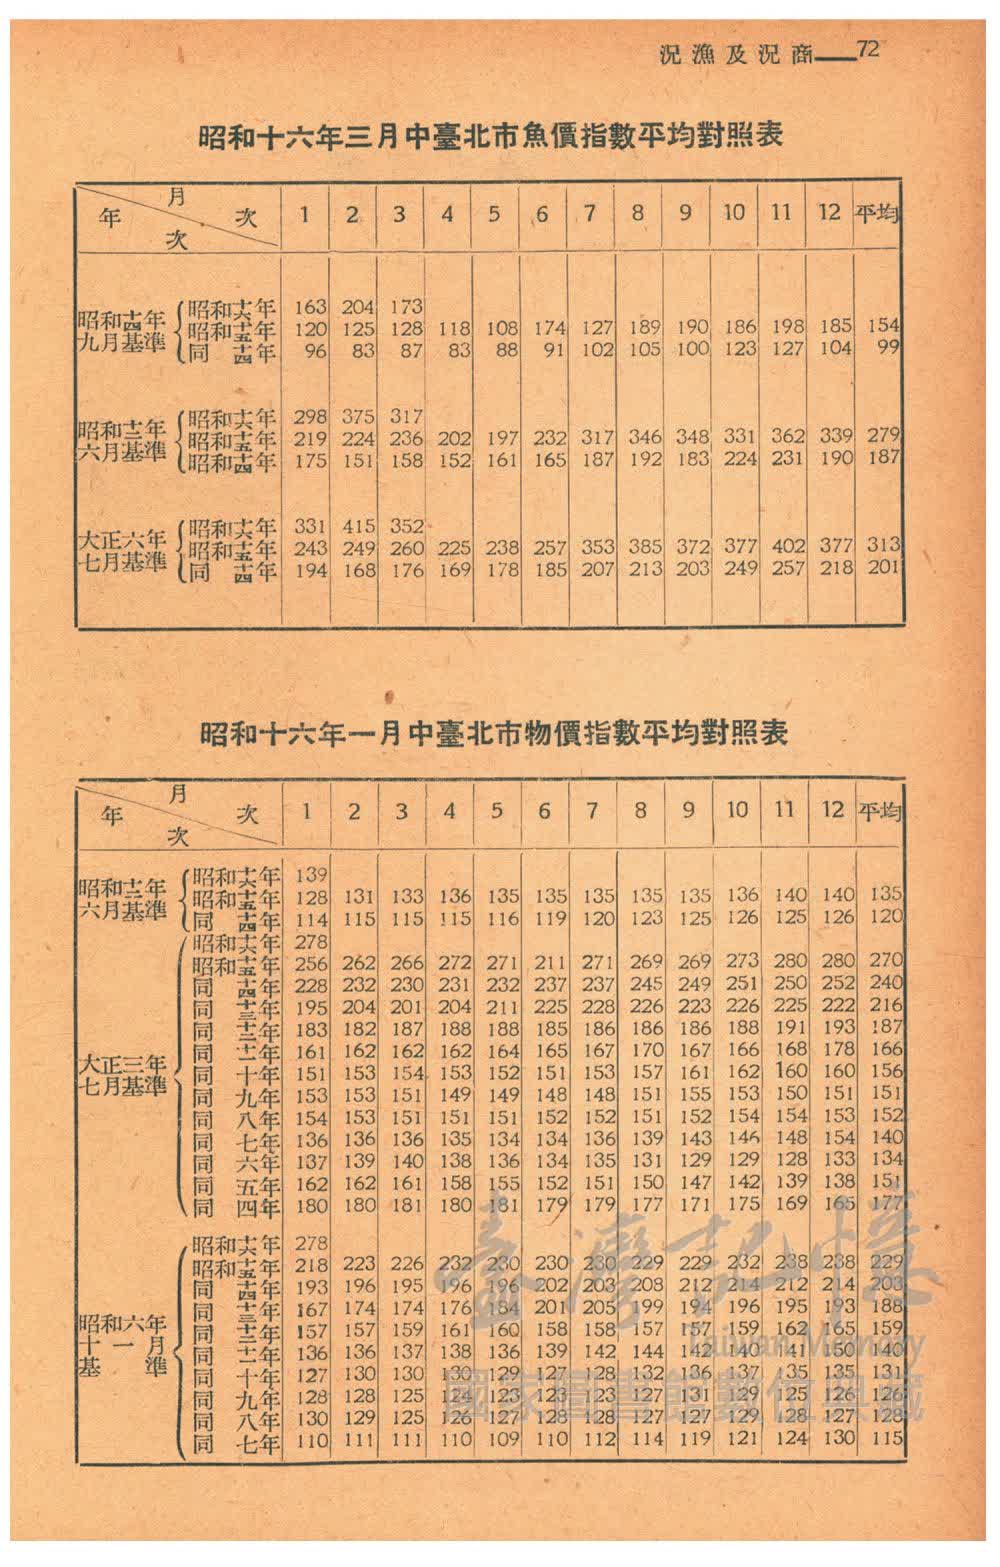 況漁及況商——72
昭和十六年三月中臺北市魚價指數平均對照表
年次 月次 1 2 3 4 5 6 7 8 9 10 11 12 平均
昭和十四年九月基準
昭和十六年 163 204 173
昭和十五年 120 125 128 118 108 174 127 189 190 186 198 185 154
同 十四年 96 83 87 83 88 91 102 105 100 123 127 104 99
昭和十二年六月基準
昭和十六年 298 375 317
昭和十五年 219 224 236 202 197 232 317 346 348 331 362 339 279
昭和十四年 175 151 158 152 161 165 187 192 183 224 231 190 187
大正六年七月基準
昭和十六年 331 415 352
昭和十五年 243 249 260 225 238 257 353 385 372 377 402 377 313
同 十四年 194 168 176 169 178 185 207 213 203 249 257 218 201
昭和十六年一月中臺北市物價指數平均對照表
年次 月次 1 2 3 4 5 6 7 8 9 10 11 12 平均
昭和十二年六月基準
昭和十六年 139
昭和十五年 128 131 133 136 135 135 135 135 135 136 140 140 135
同 十四年 114 115 115 115 116 119 120 123 125 126 125 126 120
大正三年七月基準
昭和十六年 278
昭和十五年 256 262 266 272 271 211 271 269 269 273 280 280 270
同 十四年 228 232 230 231 232 237 237 245 249 251 250 252 240
同 十三年 195 204 201 204 211 225 228 226 223 226 225 222 216
同 十二年 183 182 187 188 188 185 186 186 186 188 191 193 187
同 十一年 161 162 162 162 164 165 167 170 167 166 168 178 166
同 十年 151 153 154 153 152 151 153 157 161 162 160 160 156
同 九年 153 153 151 149 149 148 148 151 155 153 150 151 151
同 八年 154 153 151 151 151 152 152 151 152 154 154 153 152
同 七年 136 136 136 135 134 134 136 139 143 146 148 154 140
同 六年 137 139 140 138 136 134 135 131 129 129 128 133 134
同 五年 162 162 161 158 155 152 151 150 147 142 139 138 151
同 四年 180 180 181 180 181 179 179 177 171 175 169 165 177
昭和六年十一月基準
昭和十六年 278
昭和十五年 218 223 226 232 230 230 230 229 229 232 238 238 229
同 十四年 193 196 195 196 196 202 203 208 212 214 212 214 203
同 十三年 167 174 174 176 184 201 205 199 194 196 195 193 188
同 十二年 157 157 159 161 160 158 158 157 157 159 162 165 159
同 十一年 136 136 137 138 136 139 142 144 142 140 141 150 140
同 十年 127 130 130 130 129 127 128 132 136 137 135 135 131
同 九年 128 128 125 124 123 123 123 127 131 129 125 126 126
同 八年 130 129 125 126 127 128 128 127 127 129 128 127 128
同 七年 110 111 111 110 109 110 112 114 119 121 124 130 115
臺灣記憶
Taiwan Memory
國家圖書館數位典藏